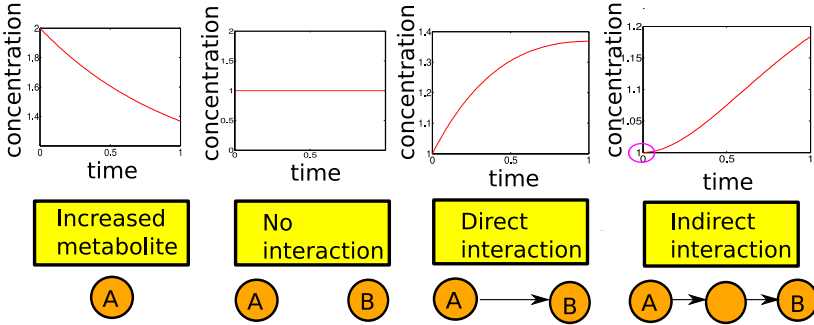 concentration
2
1.8
1.6
1.4
0 0.5 1
time
concentration
2
1.5
1
0.5
0
0 0.5 1
time
concentration
1.4
1.3
1.2
1.1
1
0 0.5 1
time
concentration
1.2
1.15
1.1
1.05
1
0 0.5 1
time
Increased
metabolite
A
No
interaction
A B
Direct
interaction
A B
Indirect
interaction
A B